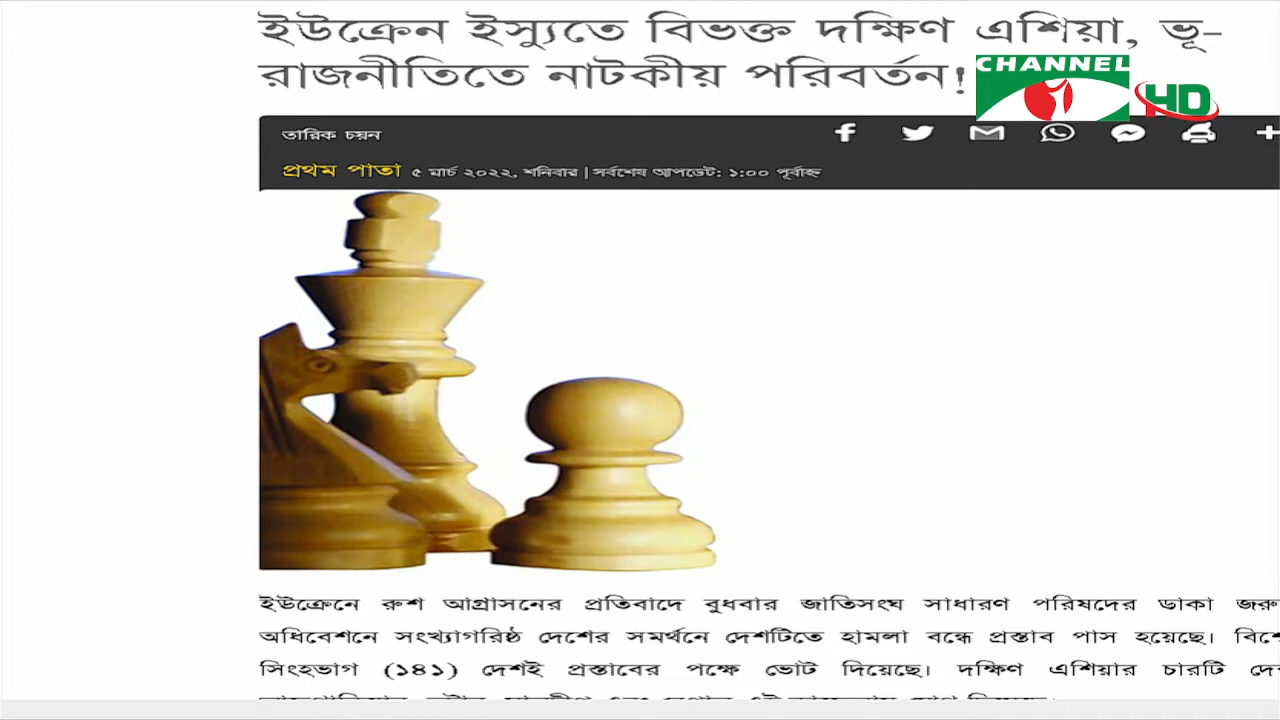 ইউক্রেন ইস্যুতে বিভক্ত দক্ষিণ এশিয়া, ভূ-
রাজনীতিতে নাটকীয় পরিবর্তন!
CHANNEL
HD
তারিক চয়ন
প্রথম পাতা ৫ মার্চ ২০২২, শনিবার | সর্বশেষ আপডেট: ১:০০ পূর্বাহ্ন
ইউক্রেনে রুশ আগ্রাসনের প্রতিবাদে বুধবার জাতিসংঘ সাধারণ পরিষদের ডাকা
অধিবেশনে সংখ্যাগরিষ্ঠ দেশের সমর্থনে দেশটিতে হামলা বন্ধে প্রস্তাব পাস হয়েছে।
সিংহভাগ (১৪১) দেশই প্রস্তাবের পক্ষে ভোট দিয়েছে। দক্ষিণ এশিয়ার চারটি